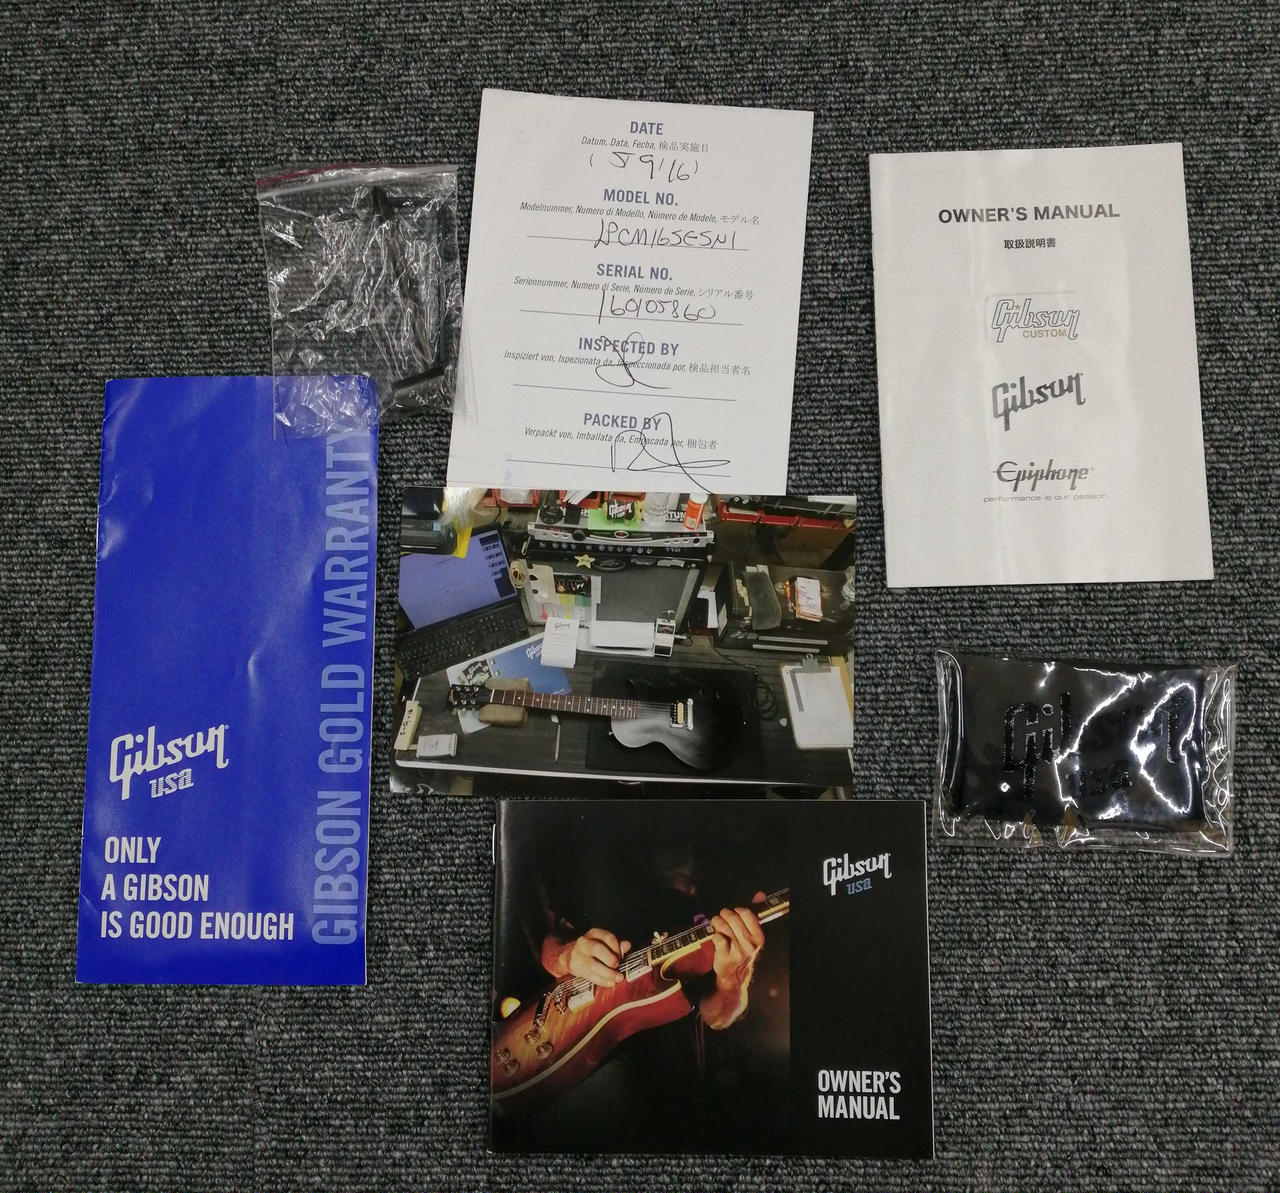 DATE
Datum, Data, Fecha, 検品実施日
MODEL NO.
Modelnummer, Numero di Modello, Número de Modelo, モデル名
LPCM16SESN1
SERIAL NO.
Seriennummer, Numero di Serie, Número de Serie, シリアル番号
160105860
INSPECTED BY
Inspiziert von, Ispezionata da, Inspeccionada por, 検品担当者名
PACKED BY
Verpackt von, Imballata da, Empacada por, 梱包者
OWNER'S MANUAL
取扱説明書
Gibson
CUSTOM
Gibson
Epiphone
performance is our passion.
GIBSON GOLD WARRANTY
Gibson
usa
ONLY
A GIBSON
IS GOOD ENOUGH
Gibson
USA
Gibson
usa
OWNER'S
MANUAL